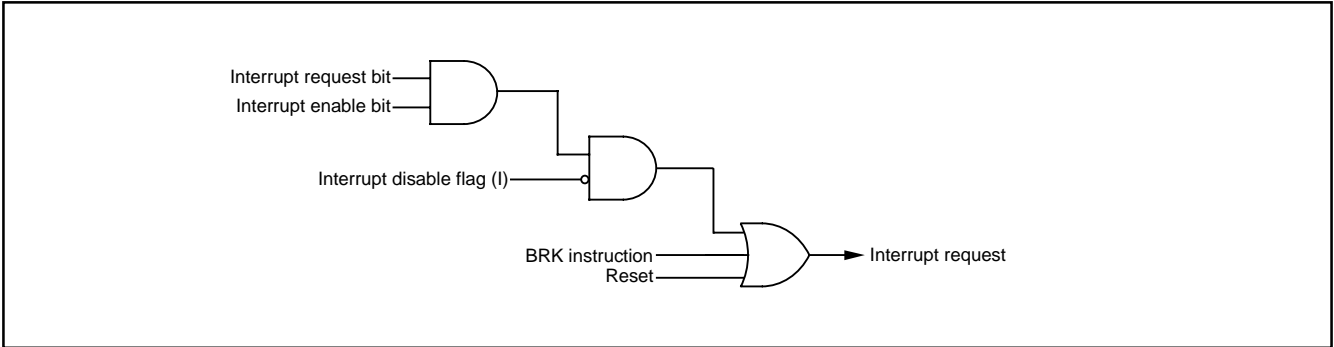 Interrupt request bit
Interrupt enable bit
Interrupt disable flag (I)
BRK instruction
Reset
Interrupt request